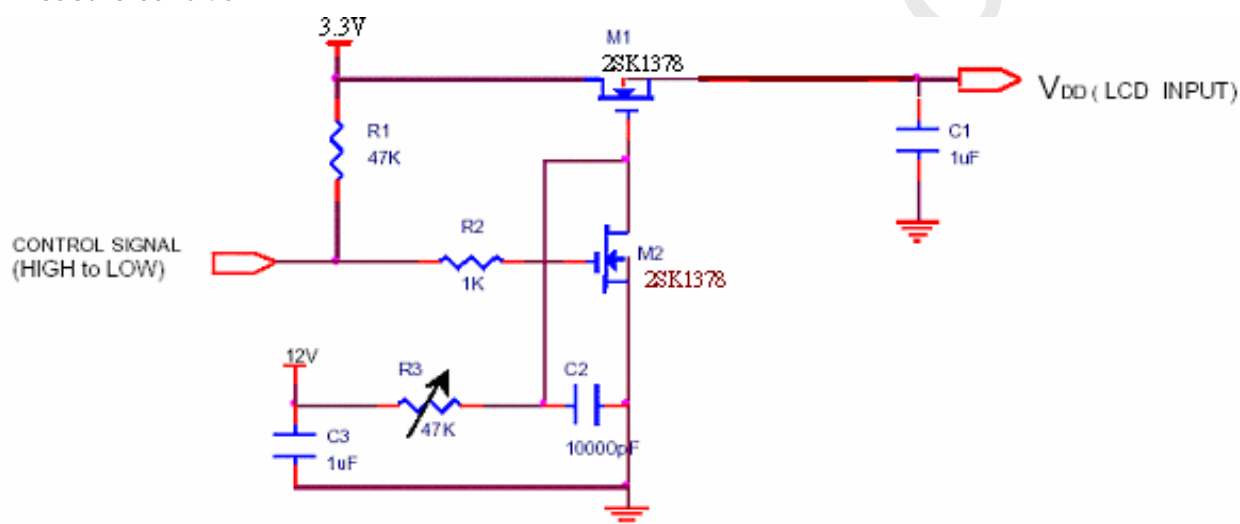 3.3V
M1
2SK1378
VDD ( LCD INPUT)
R1
47K
C1
1uF
R2
1K
CONTROL SIGNAL
(HIGH to LOW)
M2
2SK1378
12V
R3
47K
C2
10000pF
C3
1uF